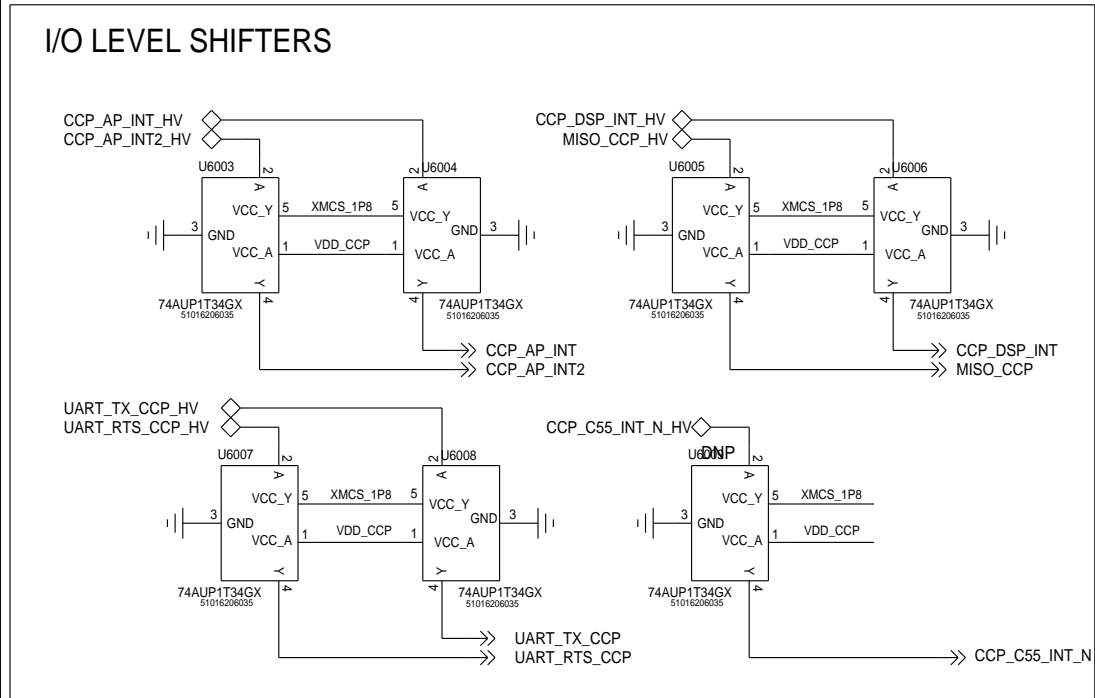 I/O LEVEL SHIFTERS
CCP_AP_INT_HV
CCP_AP_INT2_HV
U6003
2
A
VCC_Y
5
XMCS_1P8
3
GND
VCC_A
1
VDD_CCP
Y
4
74AUP1T34GX
51016206035
U6004
2
A
5
VCC_Y
GND
3
1
VCC_A
Y
4
74AUP1T34GX
51016206035
CCP_AP_INT
CCP_AP_INT2
CCP_DSP_INT_HV
MISO_CCP_HV
U6005
2
A
VCC_Y
5
XMCS_1P8
3
GND
VCC_A
1
VDD_CCP
Y
4
74AUP1T34GX
51016206035
U6006
2
A
5
VCC_Y
GND
3
1
VCC_A
Y
4
74AUP1T34GX
51016206035
CCP_DSP_INT
MISO_CCP
UART_TX_CCP_HV
UART_RTS_CCP_HV
U6007
2
A
VCC_Y
5
XMCS_1P8
3
GND
VCC_A
1
VDD_CCP
Y
4
74AUP1T34GX
51016206035
U6008
2
A
5
VCC_Y
GND
3
1
VCC_A
Y
4
74AUP1T34GX
51016206035
UART_TX_CCP
UART_RTS_CCP
CCP_C55_INT_N_HV
DNP
2
A
VCC_Y
5
XMCS_1P8
3
GND
VCC_A
1
VDD_CCP
Y
4
74AUP1T34GX
51016206035
CCP_C55_INT_N